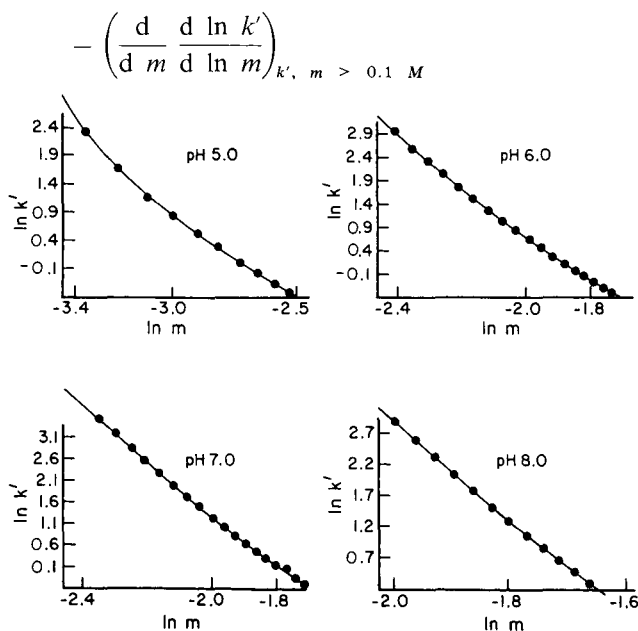 − ( d/d m d ln k′/d ln m ) k′, m > 0.1 M
2.4
1.9
1.4
0.9
0.4
-0.1
ln k′
pH 5.0
-3.4 -3.0 -2.5
ln m
2.9
2.4
1.9
1.4
0.9
0.4
-0.1
ln k′
pH 6.0
-2.4 -2.0 -1.8
ln m
3.1
2.6
2.1
1.6
1.1
0.6
0.1
ln k′
pH 7.0
-2.4 -2.0 -1.8
ln m
2.7
2.2
1.7
1.2
0.7
ln k′
pH 8.0
-2.0 -1.8 -1.6
ln m